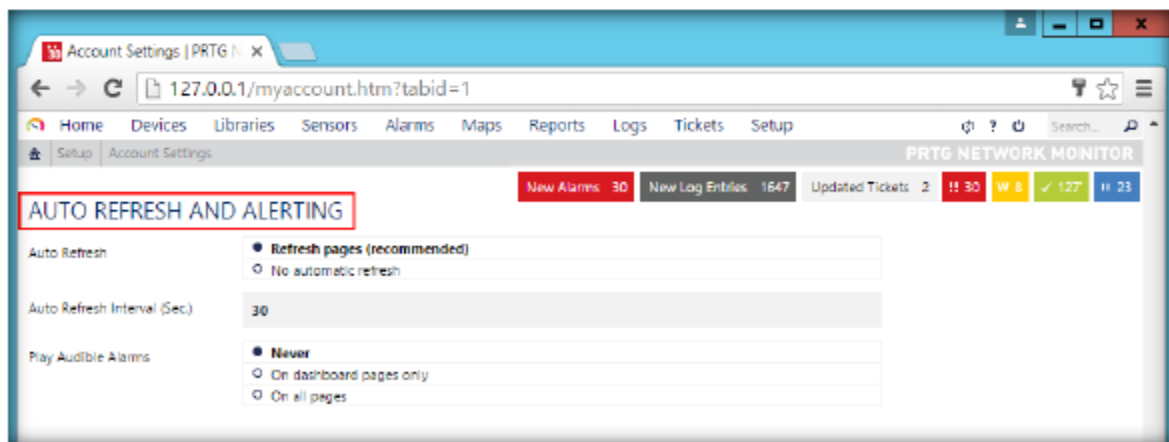 Account Settings | PRTG N
127.0.0.1/myaccount.htm?tabid=1
Home Devices Libraries Sensors Alarms Maps Reports Logs Tickets Setup ? Search...
Setup Account Settings PRTG NETWORK MONITOR
New Alarms 30 New Log Entries 1647 Updated Tickets 2 !! 30 W 8 ✓ 127 II 23
AUTO REFRESH AND ALERTING
Auto Refresh Refresh pages (recommended)
No automatic refresh
Auto Refresh Interval (Sec.) 30
Play Audible Alarms Never
On dashboard pages only
On all pages